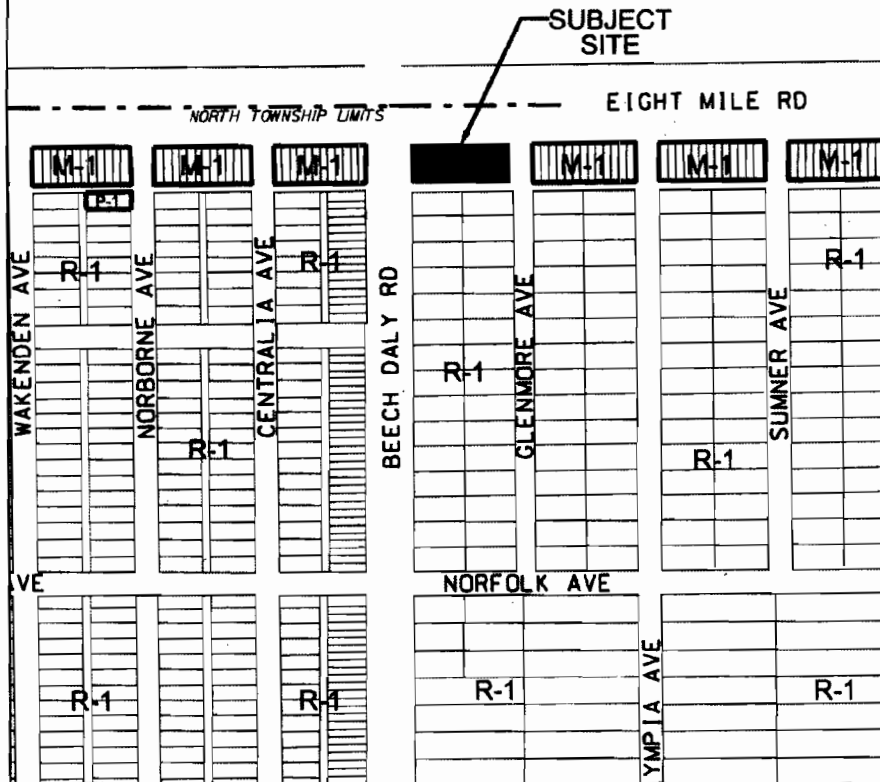 SUBJECT
SITE
EIGHT MILE RD
NORTH TOWNSHIP LIMITS
M-1
M-1
M-1
M-1
M-1
M-1
P-1
R-1
R-1
R-1
WAKENDEN AVE
NORBORNE AVE
CENTRALIA AVE
BEECH DALY RD
GLENMORE AVE
SUMNER AVE
R-1
R-1
R-1
VE
NORFOLK AVE
R-1
R-1
R-1
R-1
YMPIA AVE